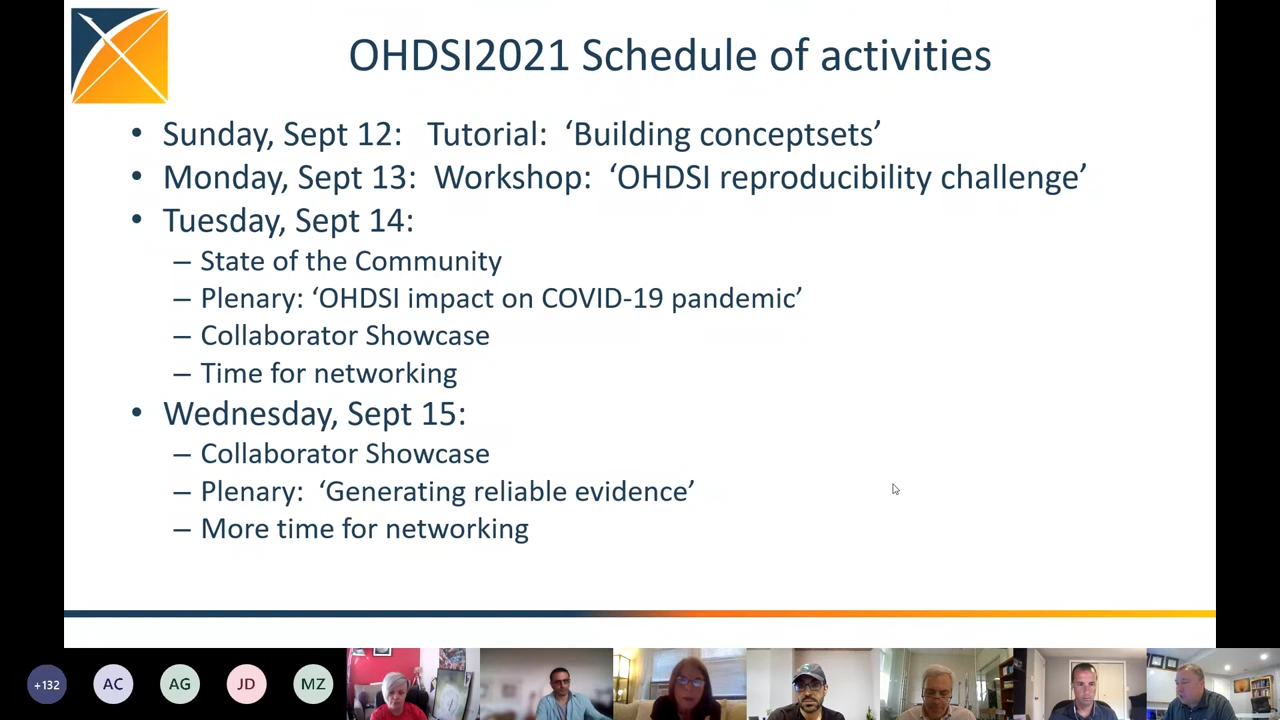 OHDSI2021 Schedule of activities
• Sunday, Sept 12: Tutorial: ‘Building conceptsets’
• Monday, Sept 13: Workshop: ‘OHDSI reproducibility challenge’
• Tuesday, Sept 14:
– State of the Community
– Plenary: ‘OHDSI impact on COVID-19 pandemic’
– Collaborator Showcase
– Time for networking
• Wednesday, Sept 15:
– Collaborator Showcase
– Plenary: ‘Generating reliable evidence’
– More time for networking
+132 AC AG JD MZ